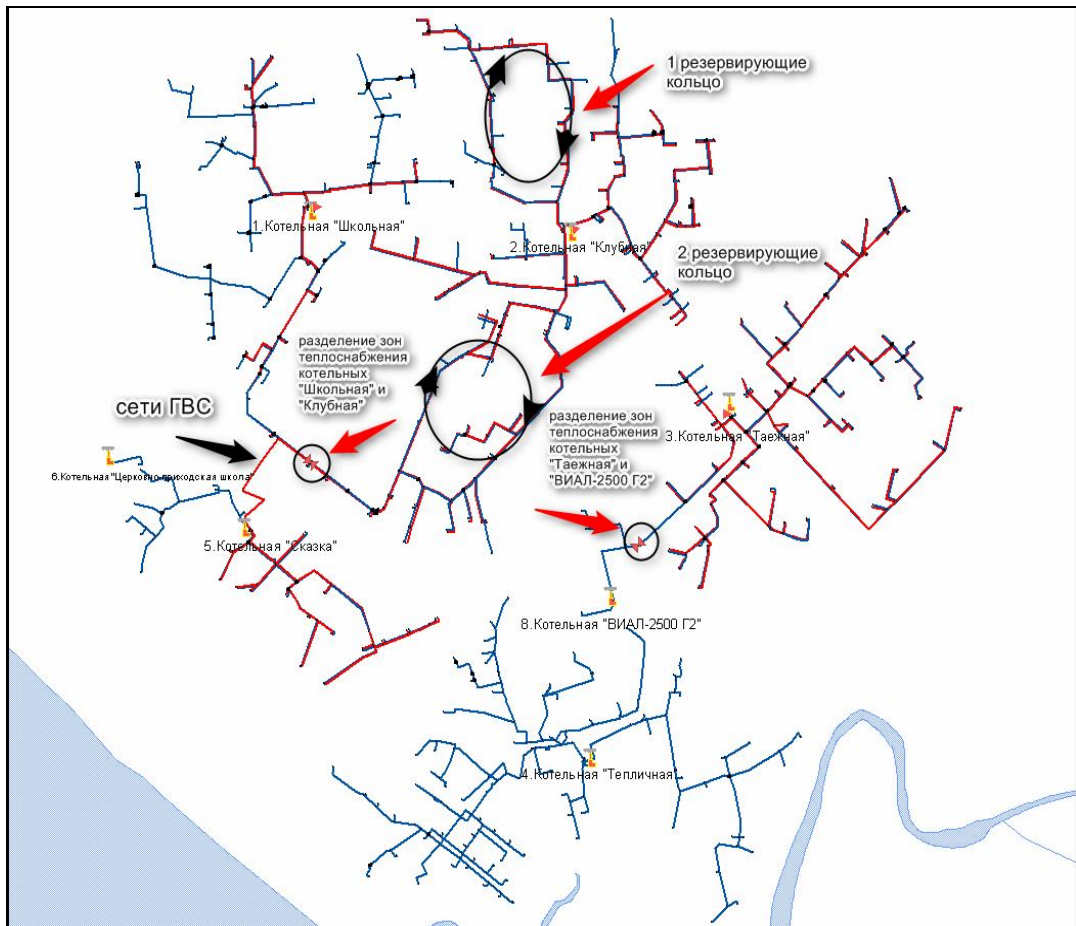 1 резервирующие
кольцо
1.Котельная "Школьная"
2.Котельная "Клубная"
2 резервирующие
кольцо
разделение зон
теплоснабжения
котельных
"Школьная" и
"Клубная"
сети ГВС
разделение зон
теплоснабжения
котельных
"Таежная" и
"ВИАЛ-2500 Г2"
3.Котельная "Таежная"
6.Котельная "Церковно приходская школа"
5.Котельная "Сказка"
8.Котельная "ВИАЛ-2500 Г2"
4.Котельная "Тепличная"